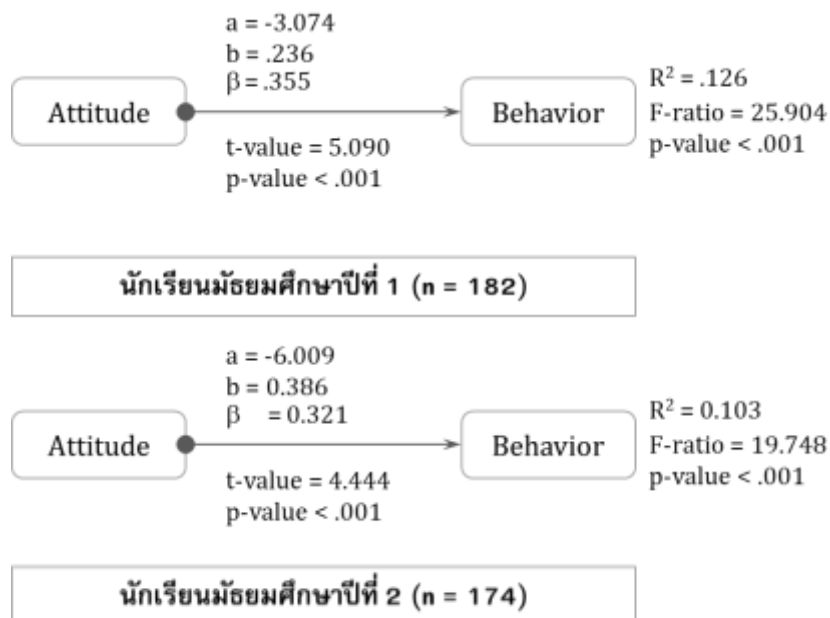 a = -3.074
b = .236
β = .355
Attitude
Behavior
R² = .126
F-ratio = 25.904
p-value < .001
t-value = 5.090
p-value < .001
นักเรียนมัธยมศึกษาปีที่ 1 (n = 182)
a = -6.009
b = 0.386
β = 0.321
Attitude
Behavior
R² = 0.103
F-ratio = 19.748
p-value < .001
t-value = 4.444
p-value < .001
นักเรียนมัธยมศึกษาปีที่ 2 (n = 174)